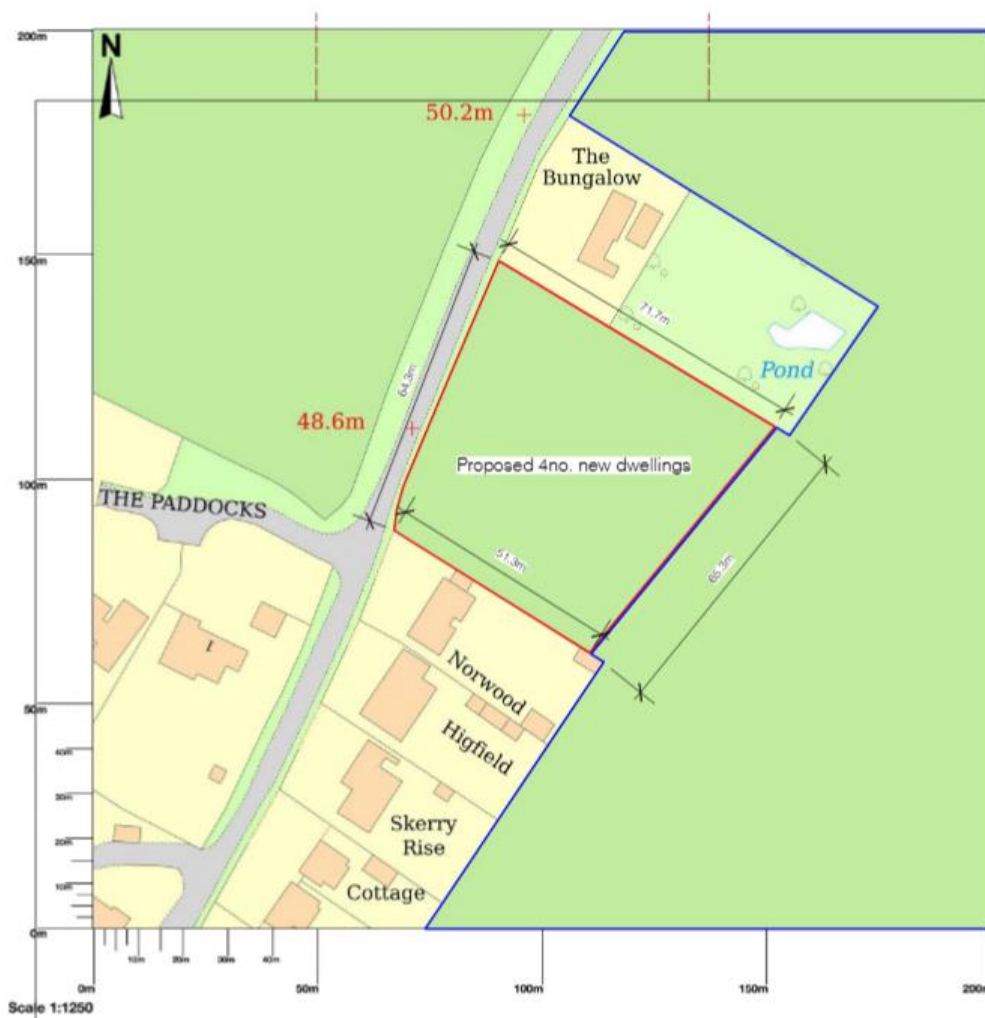 200m
N
50.2m
The
Bungalow
150m
71.7m
64.3m
Pond
48.6m
Proposed 4no. new dwellings
100m
THE PADDOCKS
51.3m
65.3m
1
Norwood
50m
Higfield
40m
30m
Skerry
Rise
20m
Cottage
10m
0m
10m
20m
30m
40m
0m
50m
100m
150m
200m
Scale 1:1250